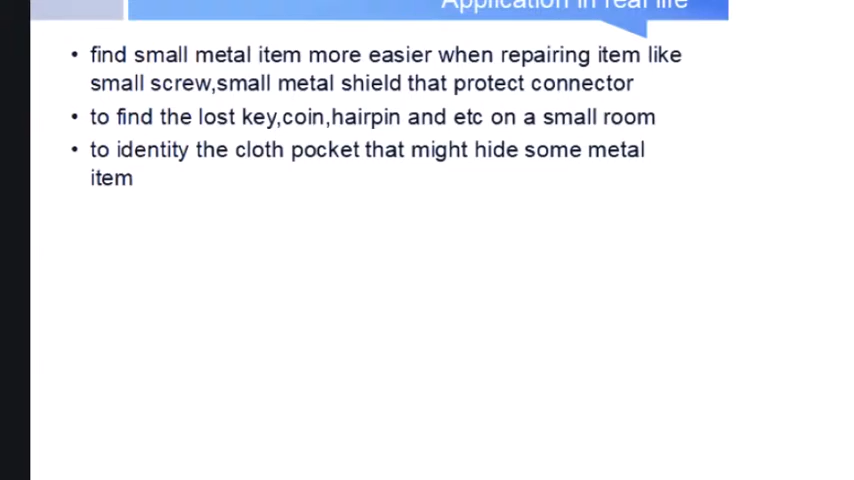 Application in real life
• find small metal item more easier when repairing item like
small screw,small metal shield that protect connector
• to find the lost key,coin,hairpin and etc on a small room
• to identity the cloth pocket that might hide some metal
item